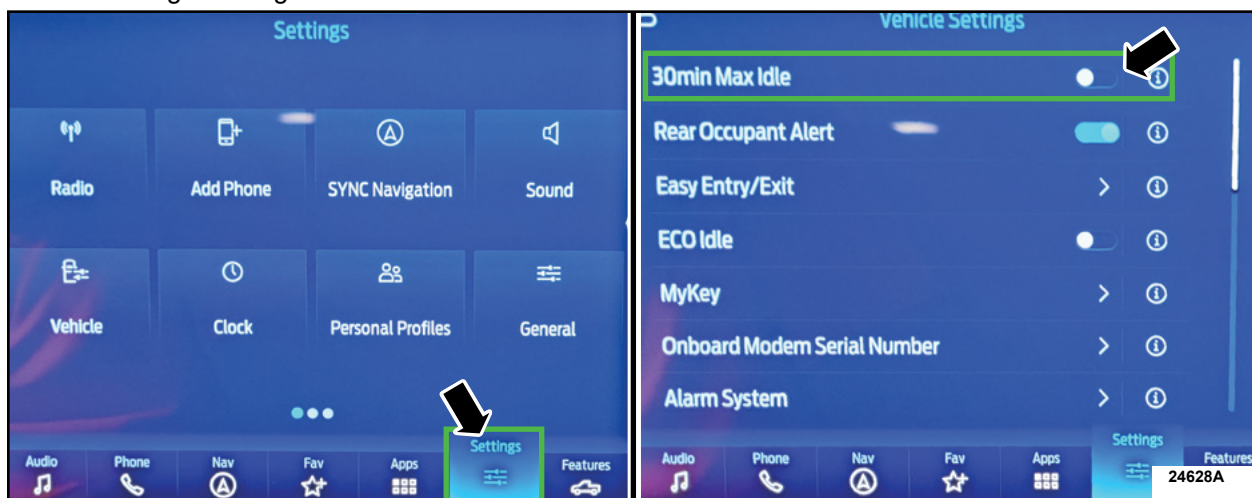 Settings
Radio
Add Phone
SYNC Navigation
Sound
Vehicle
Clock
Personal Profiles
General
Audio
Phone
Nav
Fav
Apps
Settings
Features
Vehicle Settings
30min Max Idle
Rear Occupant Alert
Easy Entry/Exit
ECO Idle
MyKey
Onboard Modem Serial Number
Alarm System
Audio
Phone
Nav
Fav
Apps
Settings
Features
24628A